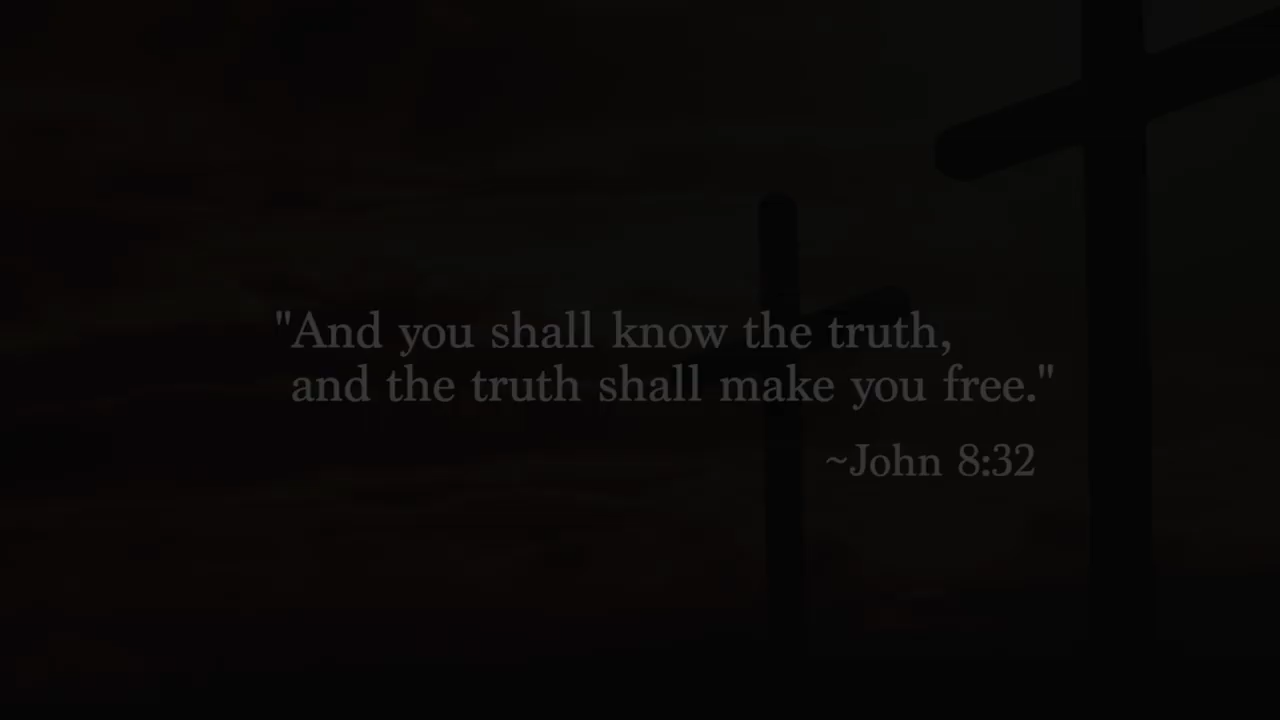 "And you shall know the truth,
and the truth shall make you free."
~John 8:32